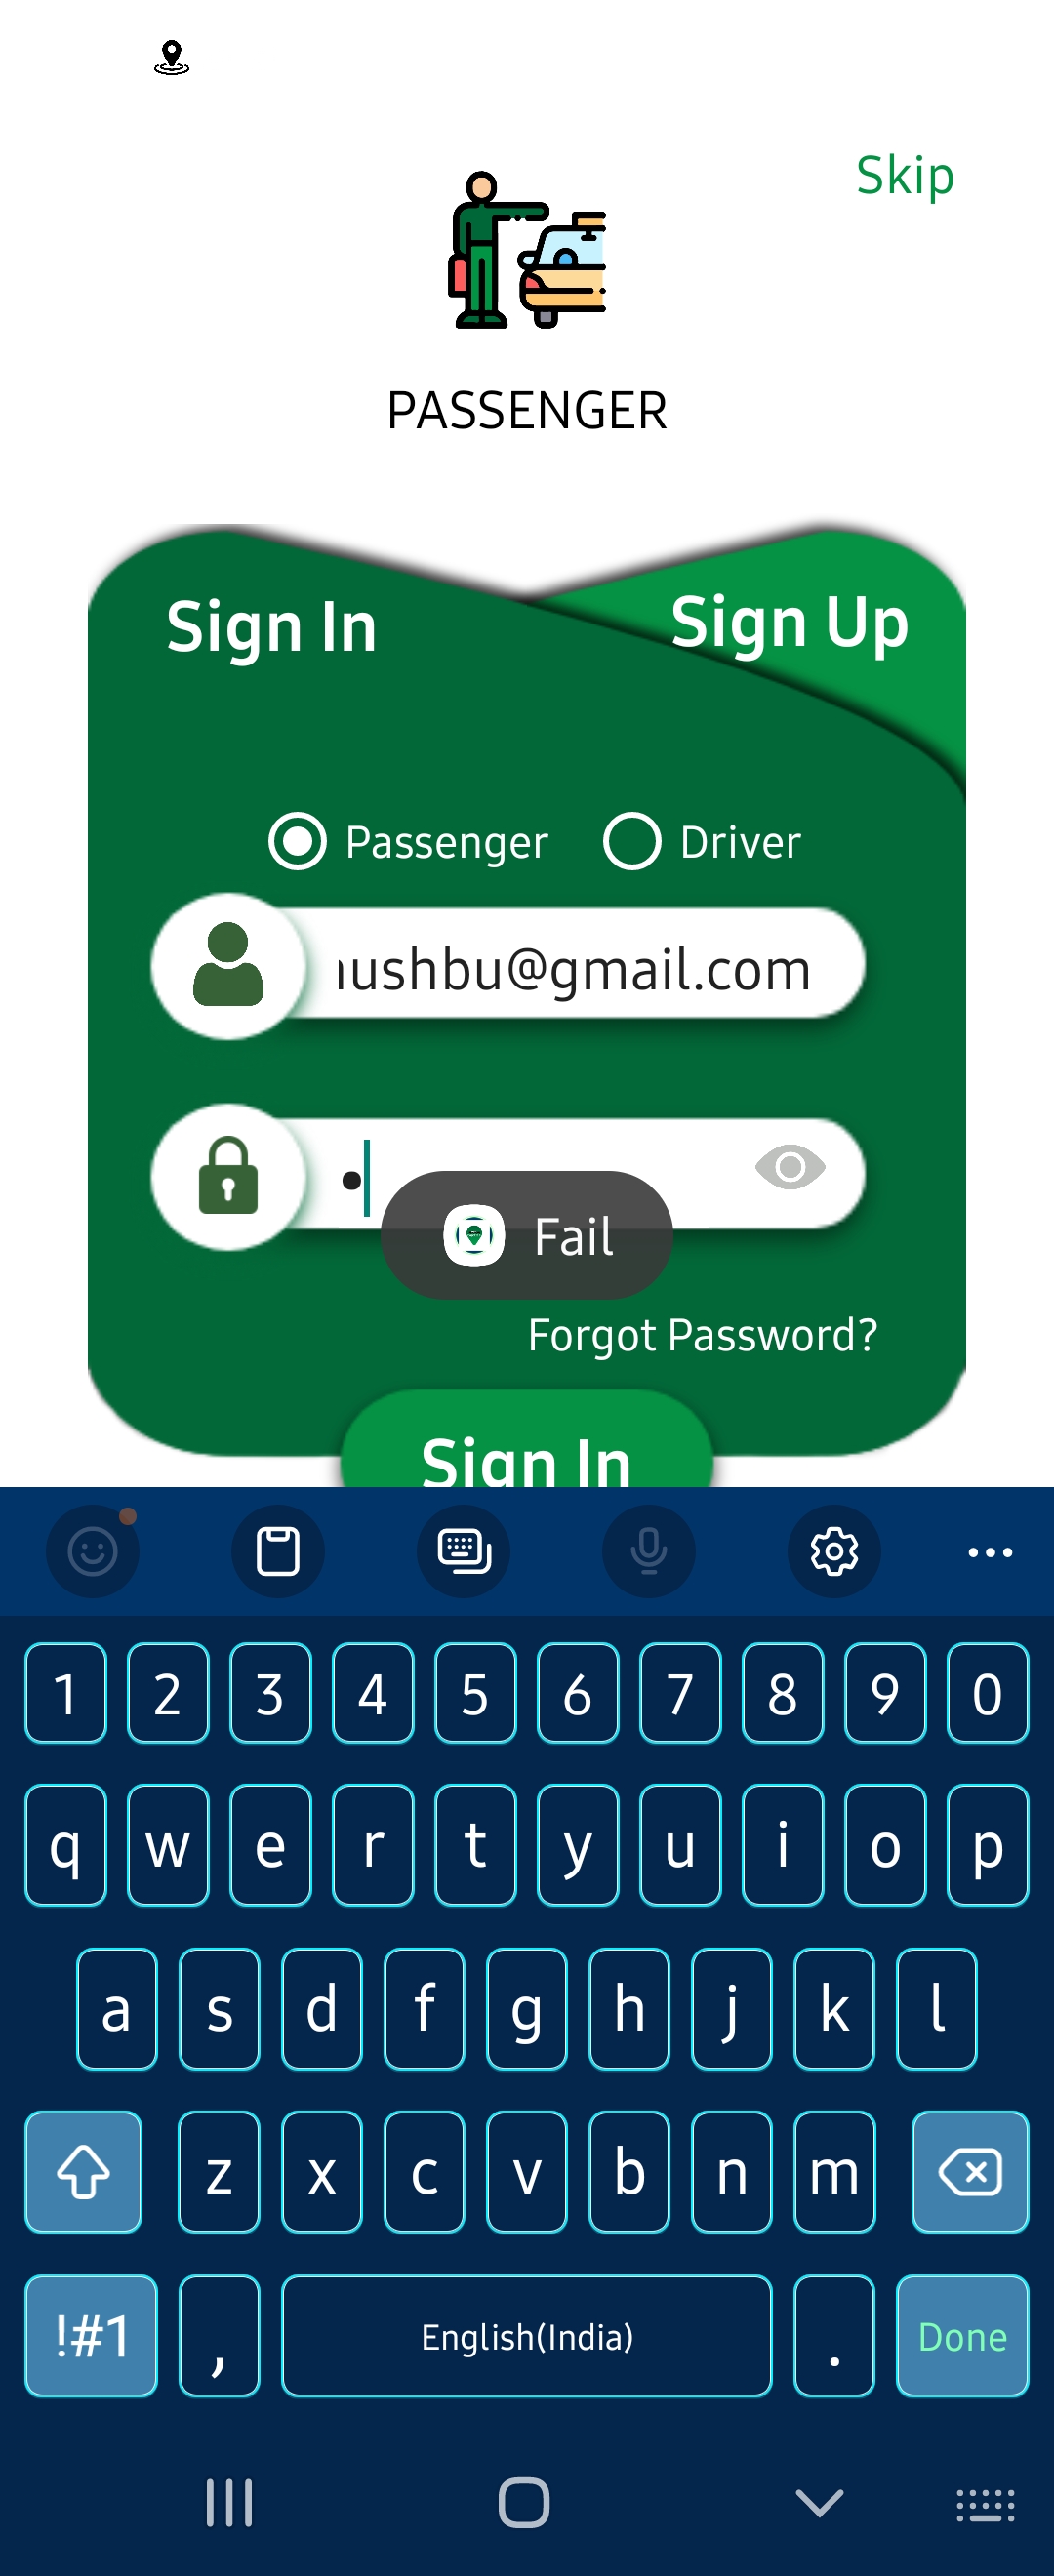 Skip
PASSENGER
Sign In
Sign Up
Passenger
Driver
ushbu@gmail.com
Fail
Forgot Password?
Sign In
1 2 3 4 5 6 7 8 9 0
q w e r t y u i o p
a s d f g h j k l
z x c v b n m
!#1 , English(India) . Done